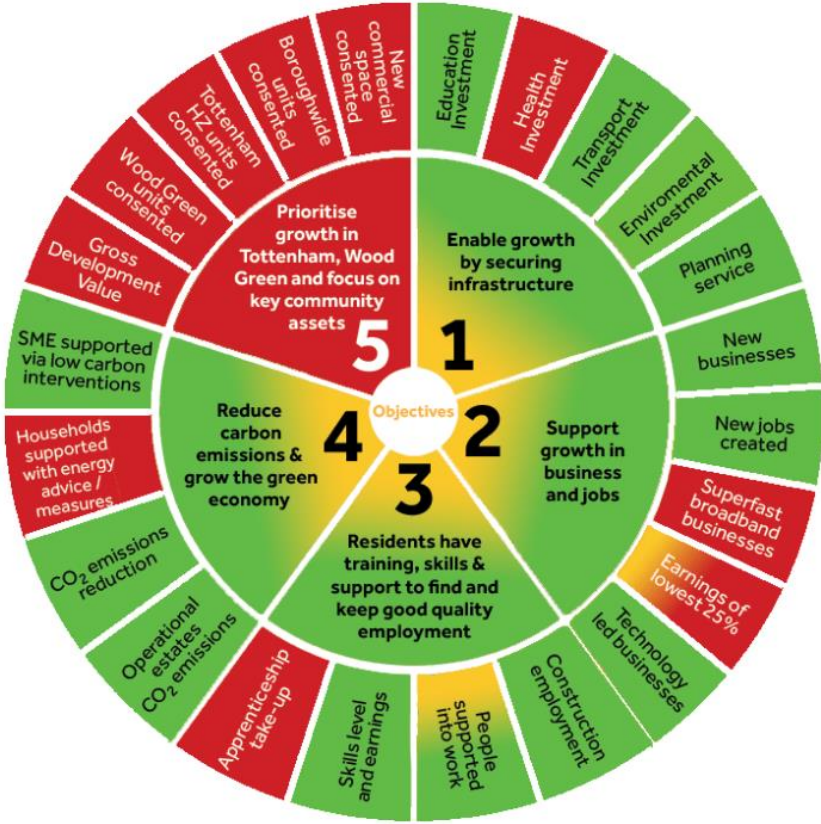 Objectives
1
Enable growth
by securing
infrastructure
Education
Investment
Health
Investment
Transport
Investment
Enviromental
Investment
Planning
service
2
Support
growth in
business
and jobs
New
businesses
New jobs
created
Superfast
broadband
businesses
Earnings of
lowest 25%
Technology
led businesses
3
Residents have
training, skills &
support to find and
keep good quality
employment
Construction
employment
People
supported
into work
Skills level
and earnings
Apprenticeship
take-up
4
Reduce
carbon
emissions &
grow the green
economy
Operational
estates
CO₂ emissions
CO₂ emissions
reduction
Households
supported
with energy
advice /
measures
SME supported
via low carbon
interventions
5
Prioritise
growth in
Tottenham, Wood
Green and focus on
key community
assets
Gross
Development
Value
Wood Green
units
consented
Tottenham
HZ units
consented
Boroughwide
units
consented
New
commercial
space
consented